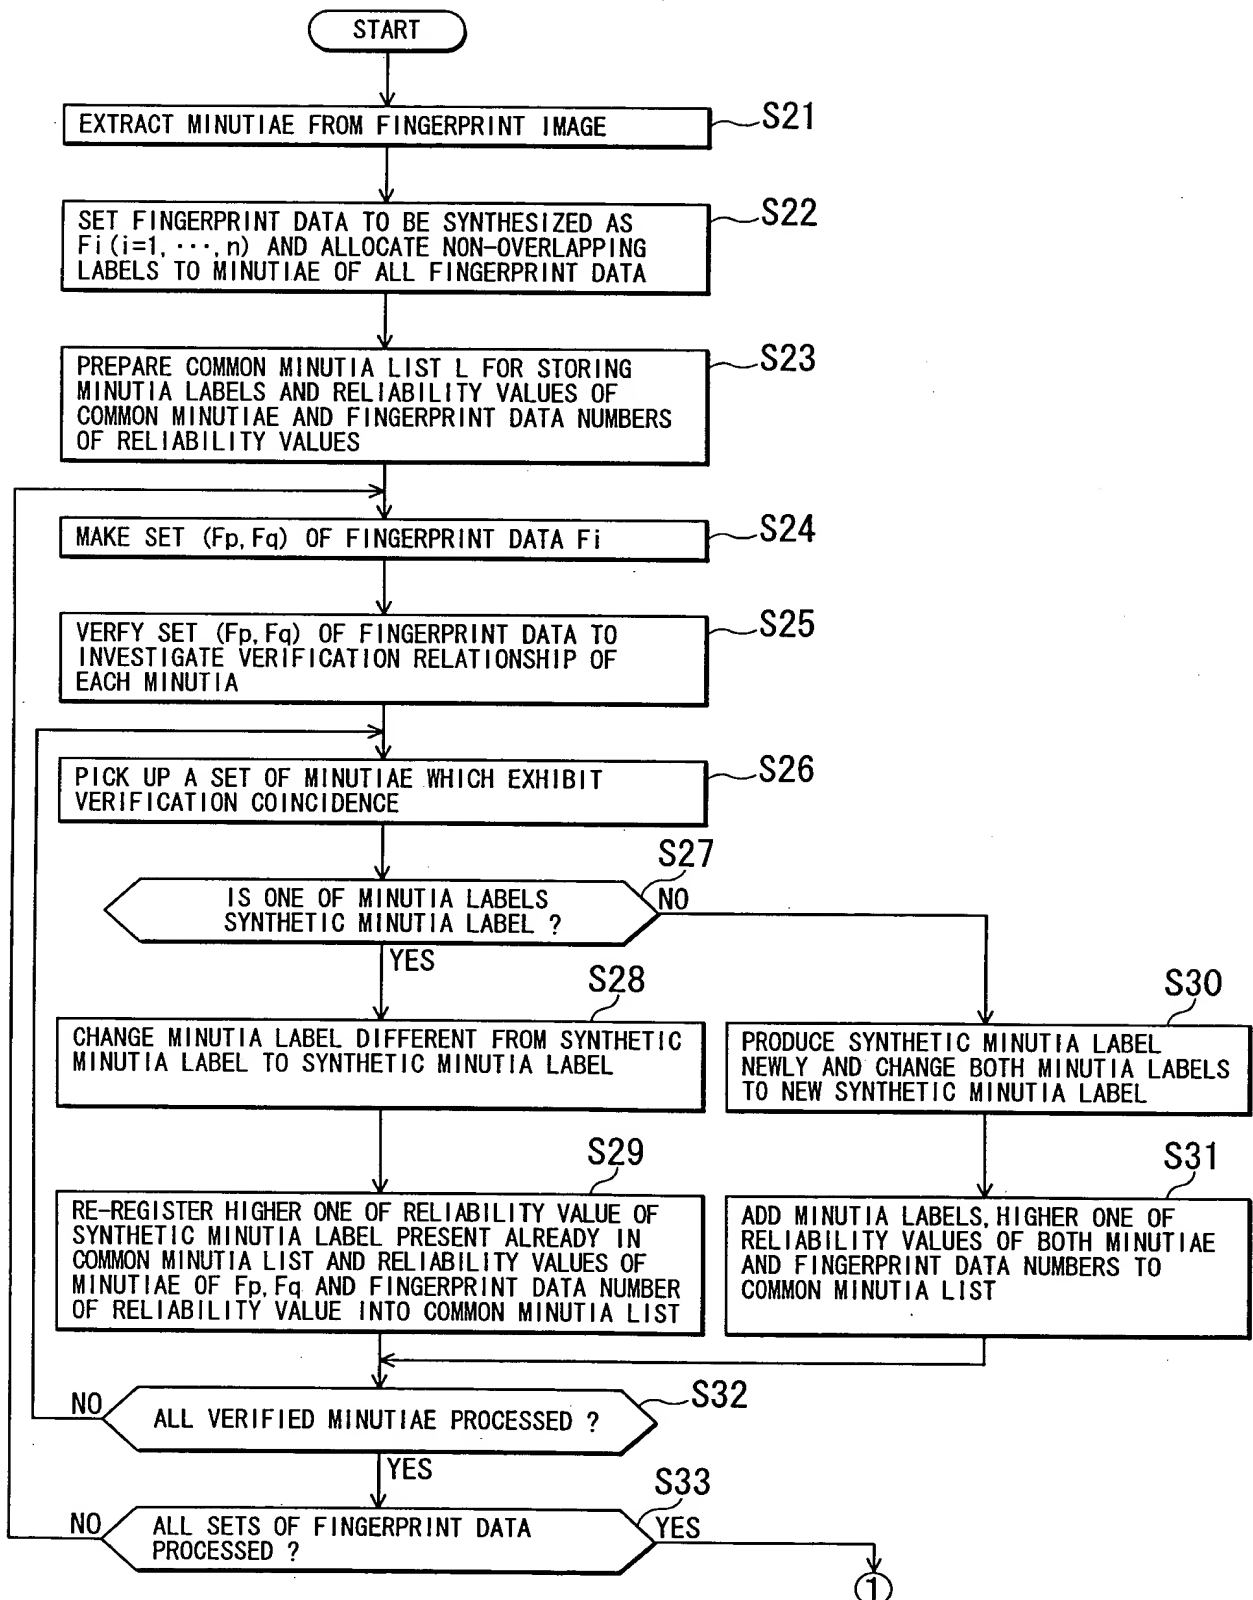 START
EXTRACT MINUTIAE FROM FINGERPRINT IMAGE
S21
SET FINGERPRINT DATA TO BE SYNTHESIZED AS
Fi(i=1, ···, n) AND ALLOCATE NON-OVERLAPPING
LABELS TO MINUTIAE OF ALL FINGERPRINT DATA
S22
PREPARE COMMON MINUTIA LIST L FOR STORING
MINUTIA LABELS AND RELIABILITY VALUES OF
COMMON MINUTIAE AND FINGERPRINT DATA NUMBERS
OF RELIABILITY VALUES
S23
MAKE SET (Fp, Fq) OF FINGERPRINT DATA Fi
S24
VERFY SET (Fp, Fq) OF FINGERPRINT DATA TO
INVESTIGATE VERIFICATION RELATIONSHIP OF
EACH MINUTIA
S25
PICK UP A SET OF MINUTIAE WHICH EXHIBIT
VERIFICATION COINCIDENCE
S26
S27
IS ONE OF MINUTIA LABELS
SYNTHETIC MINUTIA LABEL ?
NO
YES
S28
CHANGE MINUTIA LABEL DIFFERENT FROM SYNTHETIC
MINUTIA LABEL TO SYNTHETIC MINUTIA LABEL
S30
PRODUCE SYNTHETIC MINUTIA LABEL
NEWLY AND CHANGE BOTH MINUTIA LABELS
TO NEW SYNTHETIC MINUTIA LABEL
S29
RE-REGISTER HIGHER ONE OF RELIABILITY VALUE OF
SYNTHETIC MINUTIA LABEL PRESENT ALREADY IN
COMMON MINUTIA LIST AND RELIABILITY VALUES OF
MINUTIAE OF Fp, Fq AND FINGERPRINT DATA NUMBER
OF RELIABILITY VALUE INTO COMMON MINUTIA LIST
S31
ADD MINUTIA LABELS, HIGHER ONE OF
RELIABILITY VALUES OF BOTH MINUTIAE
AND FINGERPRINT DATA NUMBERS TO
COMMON MINUTIA LIST
NO
ALL VERIFIED MINUTIAE PROCESSED ?
S32
YES
S33
NO
ALL SETS OF FINGERPRINT DATA
PROCESSED ?
YES
1